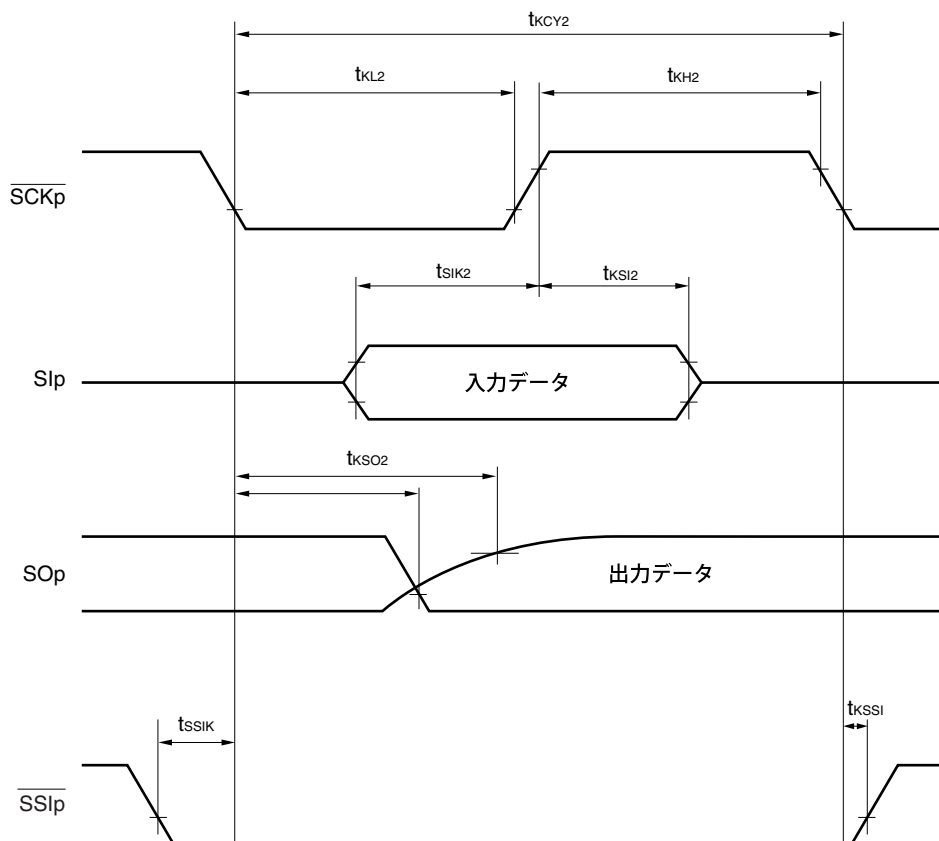 tKCY2
tKL2
tKH2
SCKp
tSIK2
tKSI2
SIp
入力データ
tKSO2
SOp
出力データ
tSSIK
tKSSI
SSIp